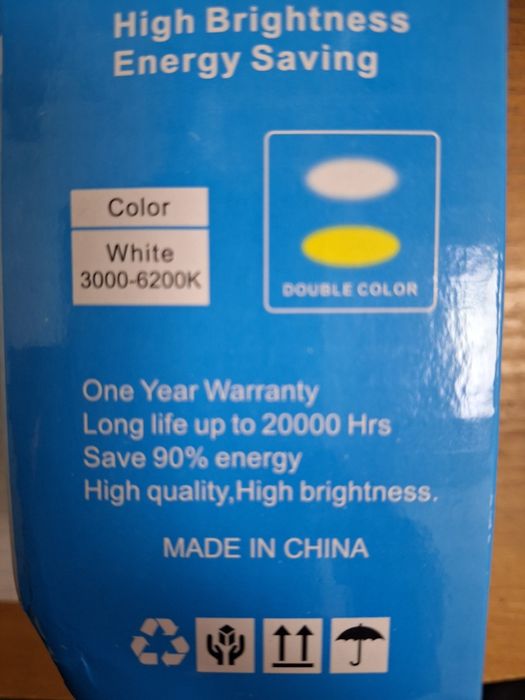 High Brightness
Energy Saving
Color
White
3000-6200K
DOUBLE COLOR
One Year Warranty
Long life up to 20000 Hrs
Save 90% energy
High quality,High brightness.
MADE IN CHINA